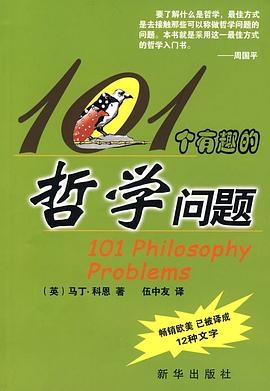 要了解什么是哲学，最佳方式
是去接触那些可以称做哲学问题的
问题。本书就是采用这一最佳方式
的哲学入门书。
——周国平
101个有趣的
哲学问题
101 Philosophy
Problems
（英）马丁·科恩 著 伍中友 译
畅销欧美 已被译成
12种文字
新华出版社